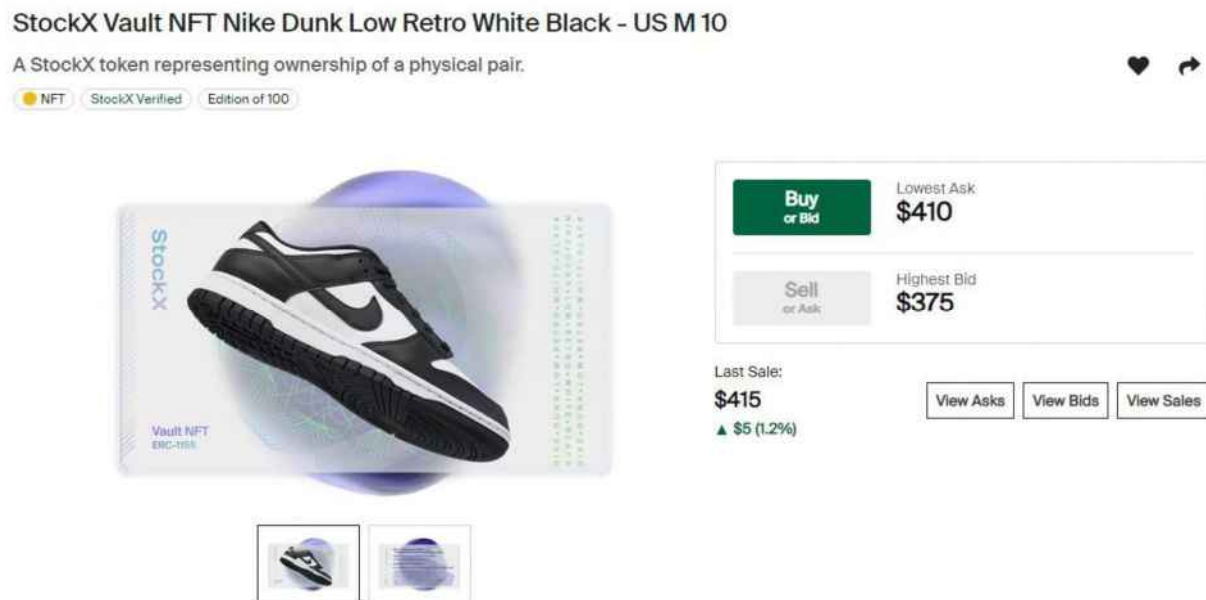 StockX Vault NFT Nike Dunk Low Retro White Black - US M 10
A StockX token representing ownership of a physical pair.
NFT
StockX Verified
Edition of 100
StockX
Vault NFT
ERC-1155
Buy
or Bid
Lowest Ask
$410
Sell
or Ask
Highest Bid
$375
Last Sale:
$415
▲ $5 (1.2%)
View Asks
View Bids
View Sales